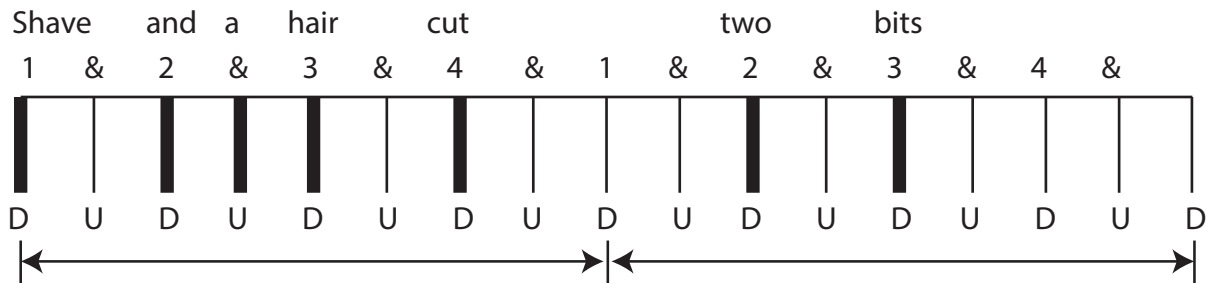 Shave and a hair cut two bits
1 & 2 & 3 & 4 & 1 & 2 & 3 & 4 &
D U D U D U D U D U D U D U D U D